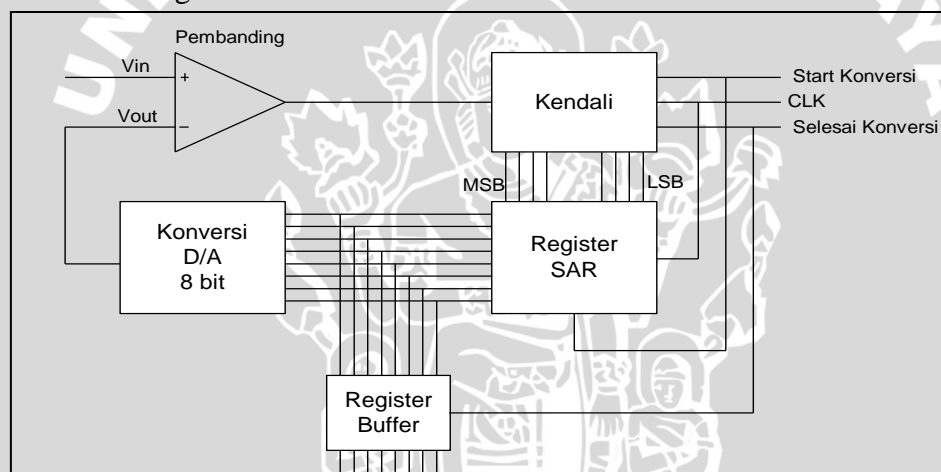 Pembanding
Vin
+
Kendali
Start Konversi
CLK
Selesai Konversi
Vout
−
MSB
LSB
Konversi
D/A
8 bit
Register
SAR
Register
Buffer